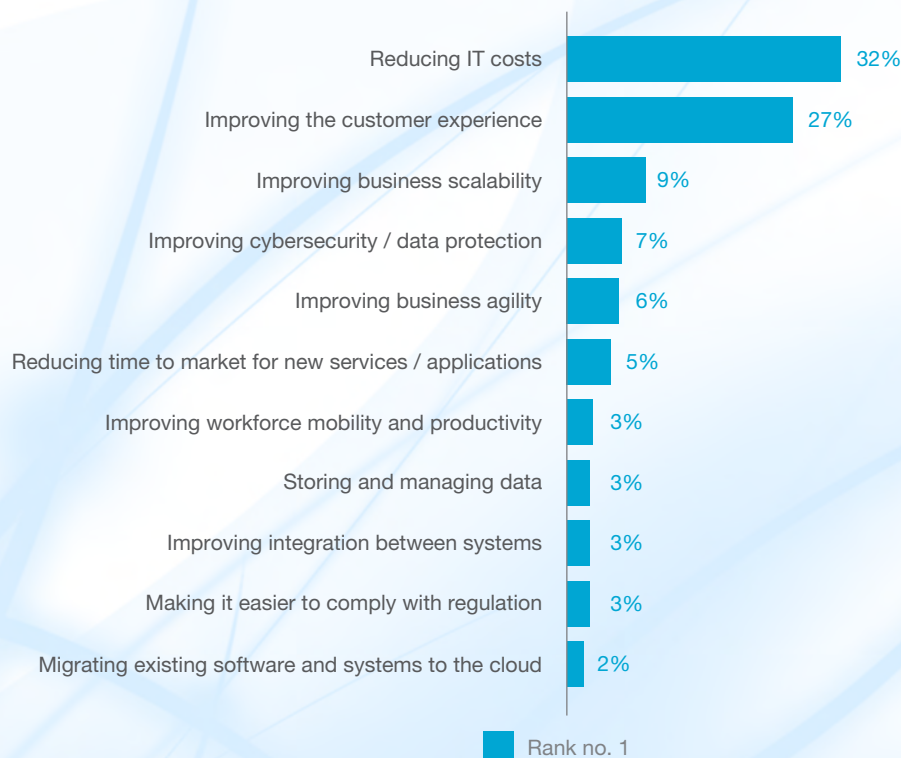 Reducing IT costs 32%
Improving the customer experience 27%
Improving business scalability 9%
Improving cybersecurity / data protection 7%
Improving business agility 6%
Reducing time to market for new services / applications 5%
Improving workforce mobility and productivity 3%
Storing and managing data 3%
Improving integration between systems 3%
Making it easier to comply with regulation 3%
Migrating existing software and systems to the cloud 2%
Rank no. 1